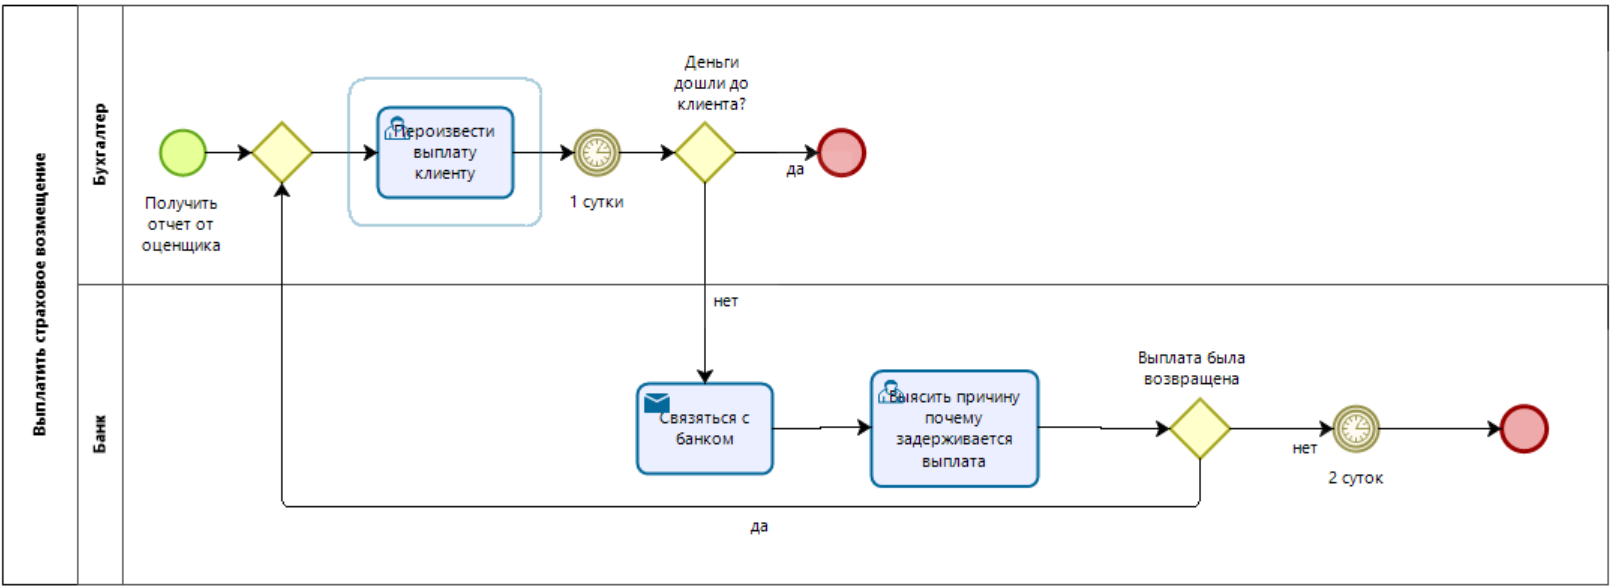 Выплатить страховое возмещение
Бухгалтер
Получить
отчет от
оценщика
Пероизвести
выплату
клиенту
1 сутки
Деньги
дошли до
клиента?
да
нет
Банк
Связяться с
банком
Выясить причину
почему
задерживается
выплата
Выплата была
возвращена
нет
2 суток
да